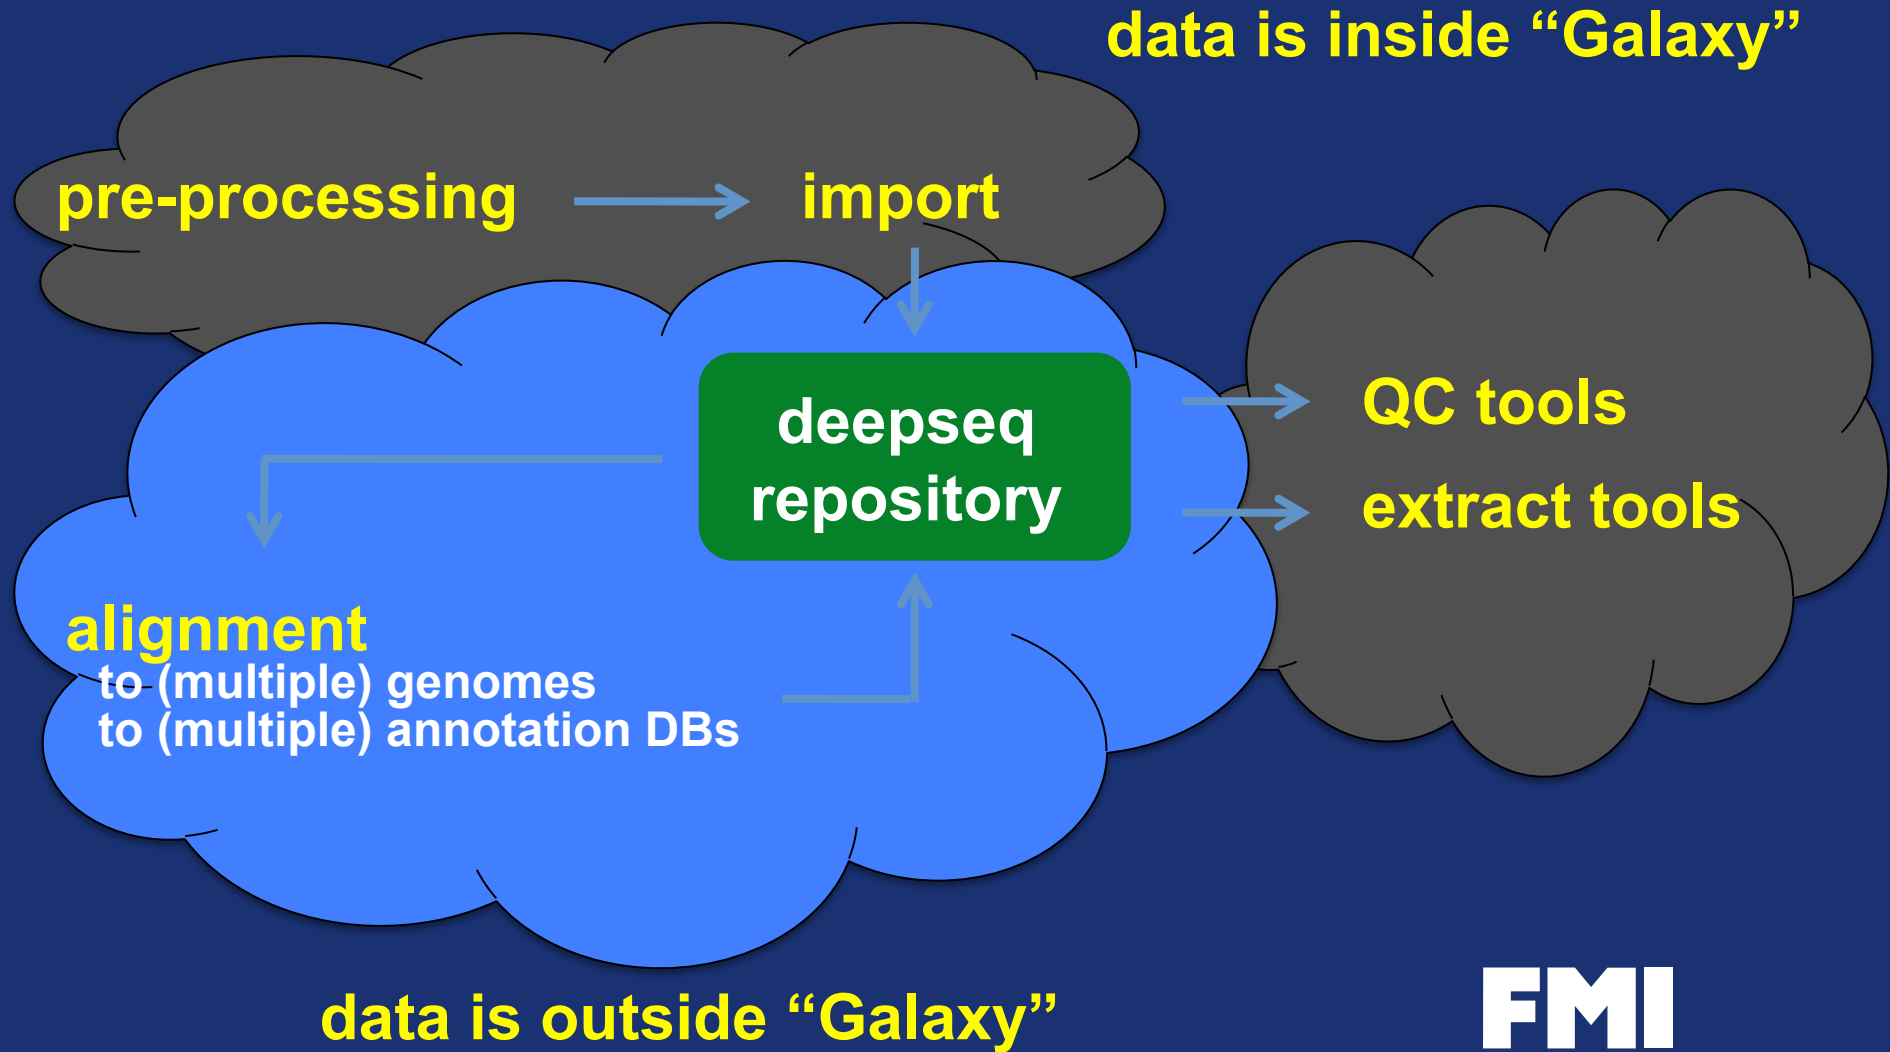 data is inside “Galaxy”
pre-processing
import
deepseq
repository
QC tools
extract tools
alignment
to (multiple) genomes
to (multiple) annotation DBs
data is outside “Galaxy”
FMI